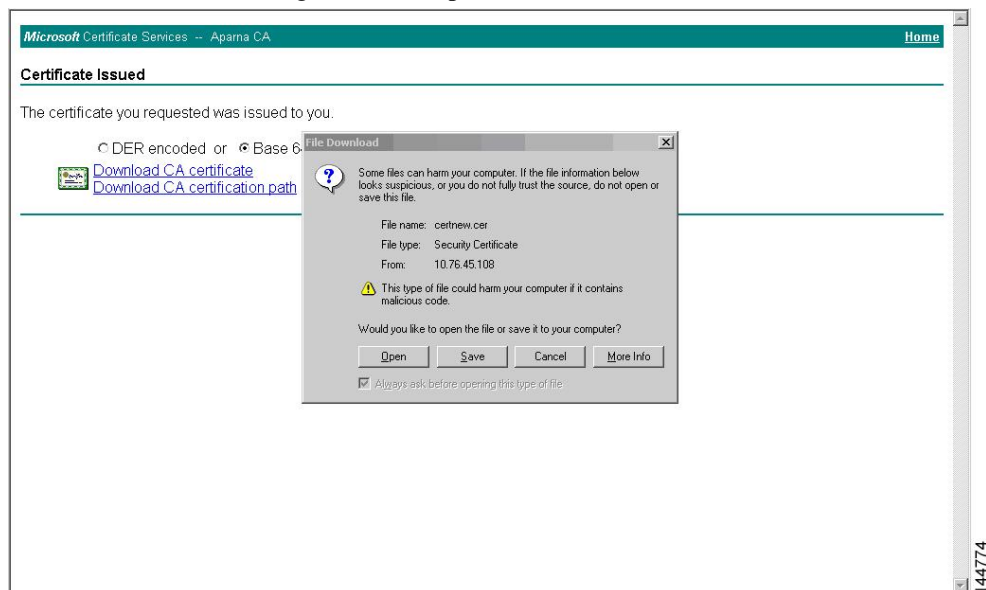 Microsoft Certificate Services -- Aparna CA Home
Certificate Issued
The certificate you requested was issued to you.
DER encoded or Base 6
Download CA certificate
Download CA certification path
File Download
Some files can harm your computer. If the file information below
looks suspicious, or you do not fully trust the source, do not open or
save this file.
File name: certnew.cer
File type: Security Certificate
From: 10.76.45.108
This type of file could harm your computer if it contains
malicious code.
Would you like to open the file or save it to your computer?
Open Save Cancel More Info
Always ask before opening this type of file
144774